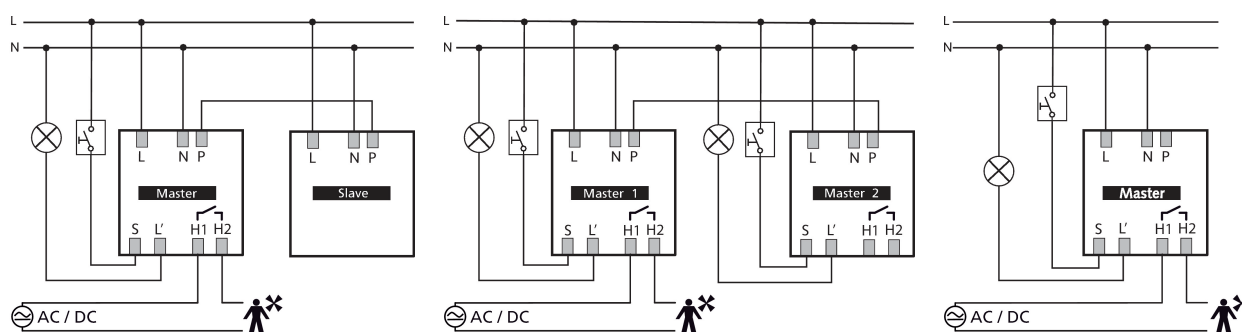 L
N
L N P
L N P
Master
Slave
S L' H1 H2
AC / DC
L
N
L N P
L N P
Master 1
Master 2
S L' H1 H2
S L' H1 H2
AC / DC
L
N
L N P
Master
S L' H1 H2
AC / DC